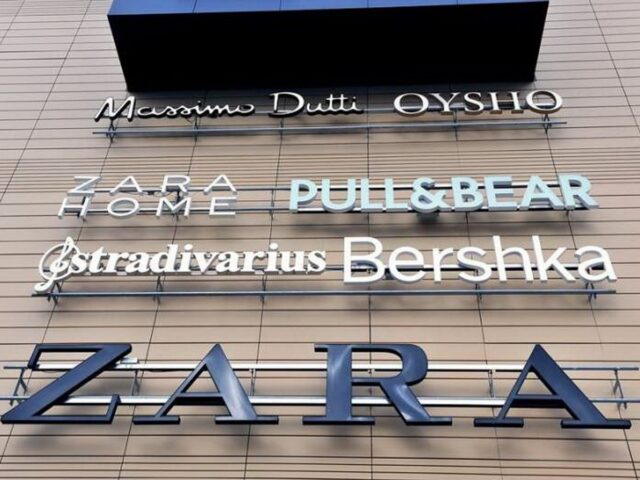 Massimo Dutti OYSHO
ZARA HOME PULL&BEAR
stradivarius Bershka
ZARA